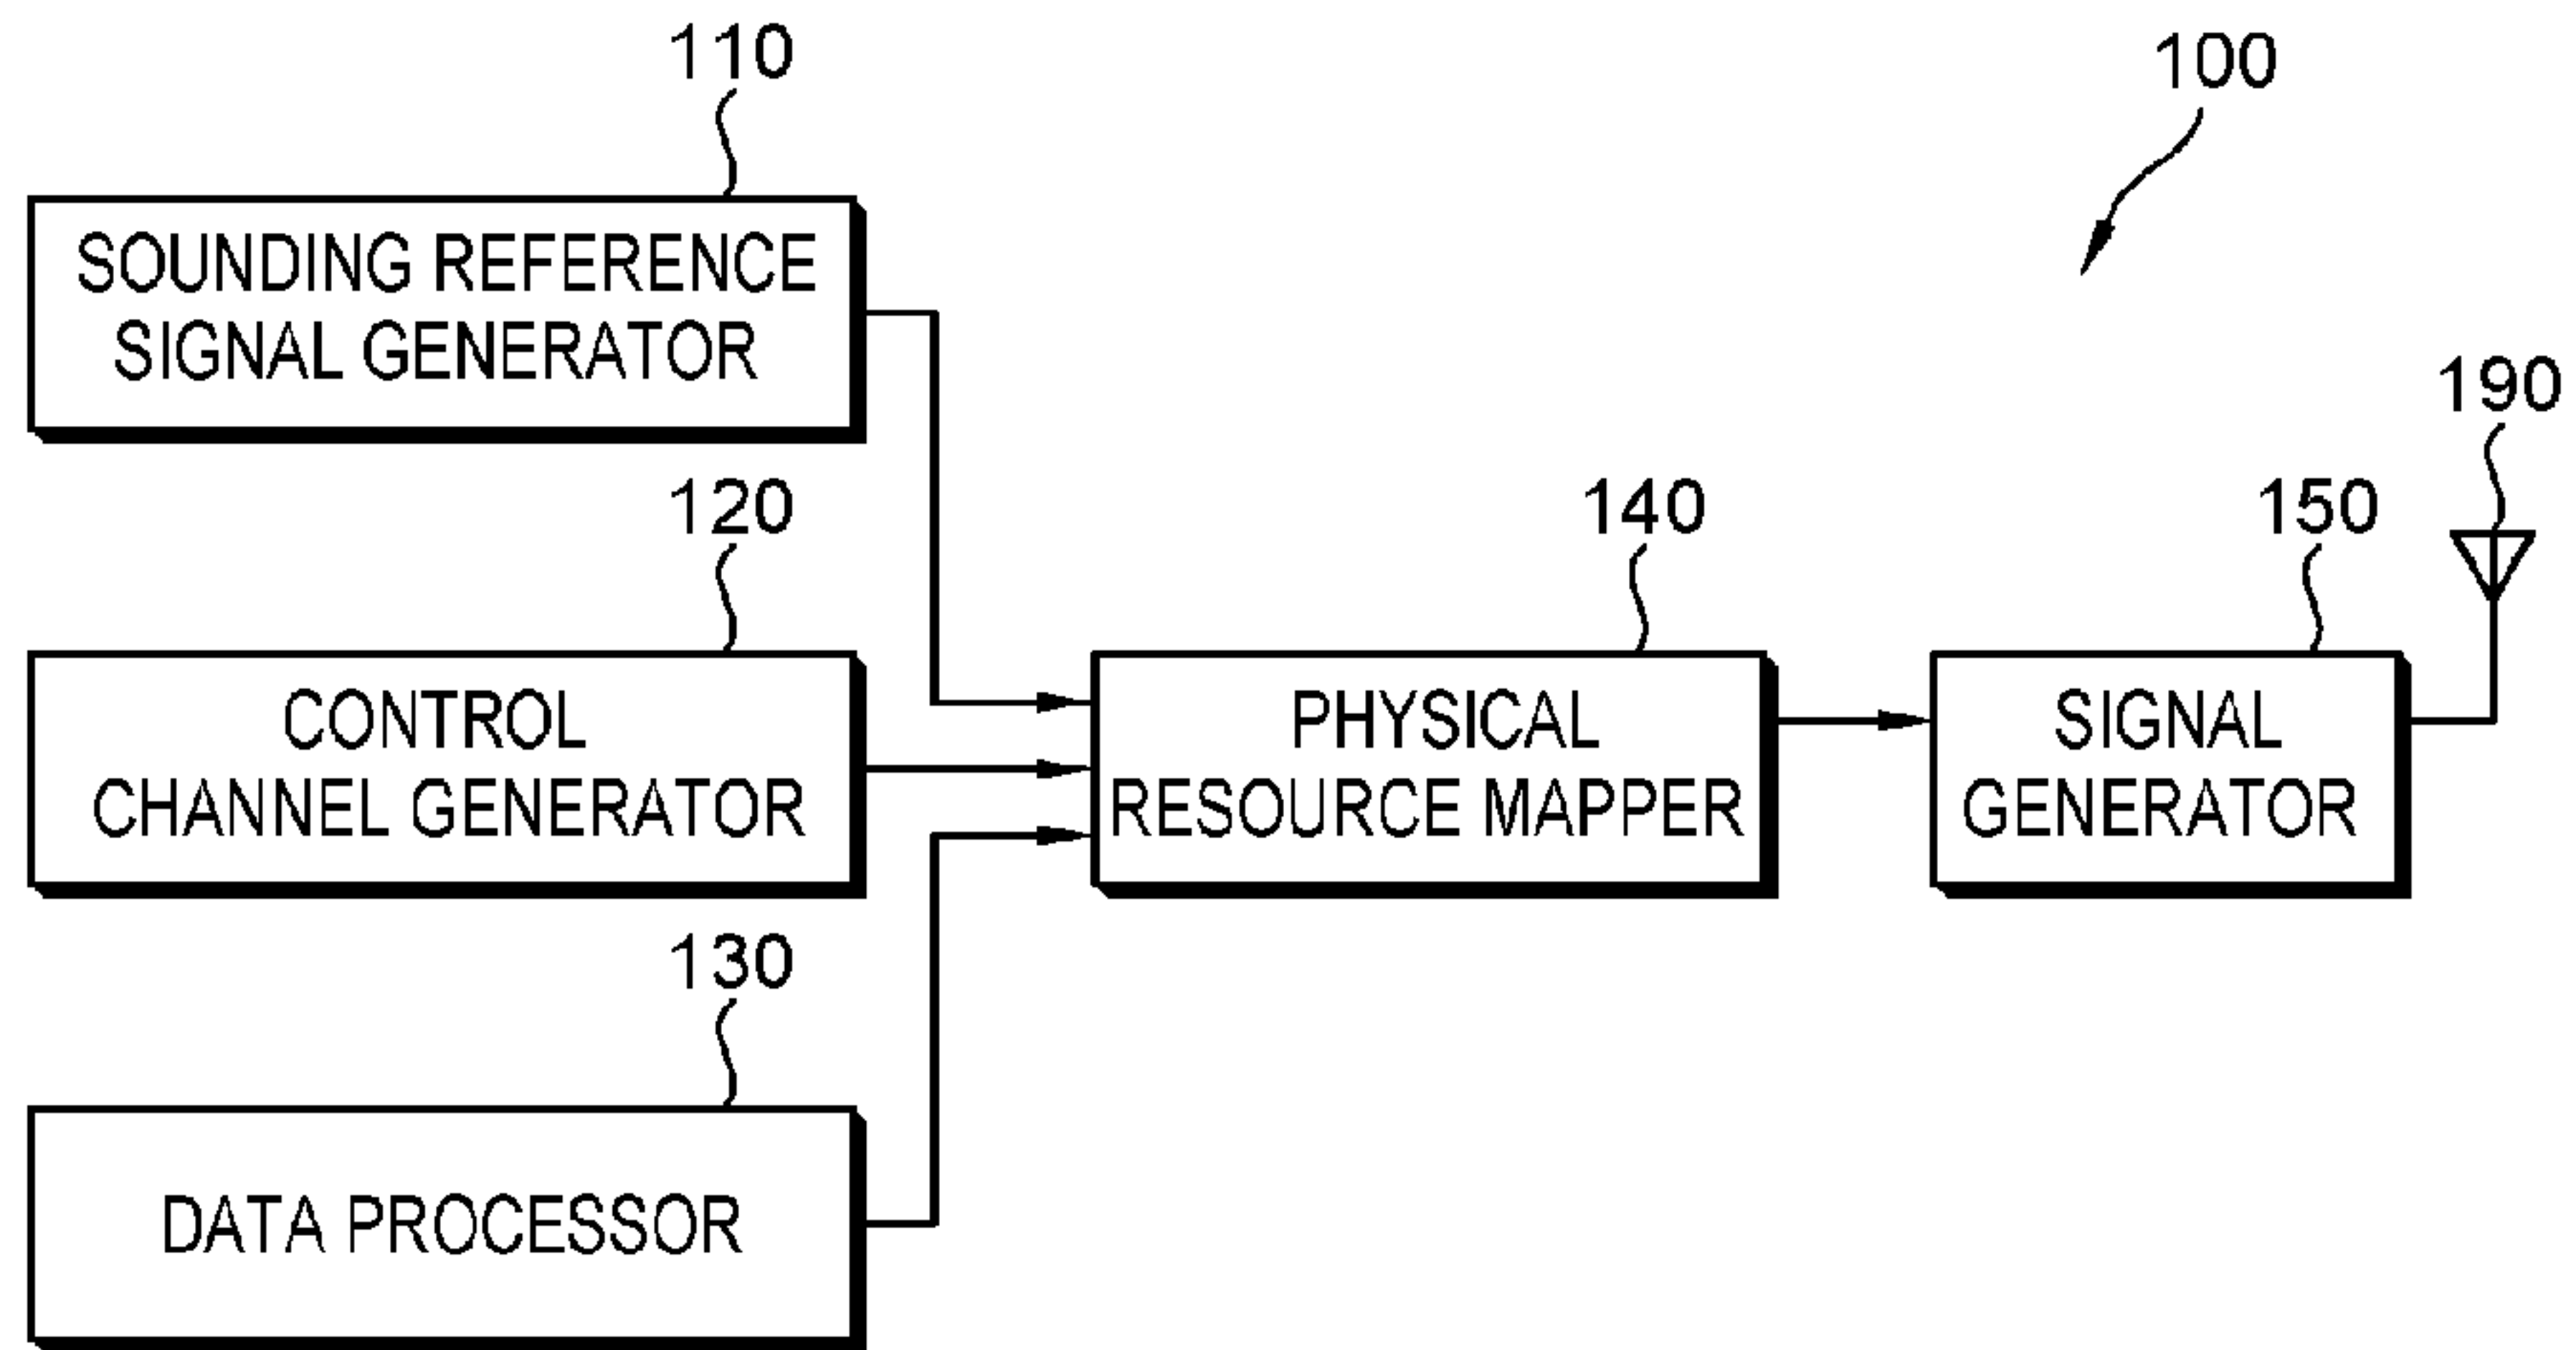 110
100
SOUNDING REFERENCE
SIGNAL GENERATOR
190
120
140
150
CONTROL
CHANNEL GENERATOR
PHYSICAL
RESOURCE MAPPER
SIGNAL
GENERATOR
130
DATA PROCESSOR